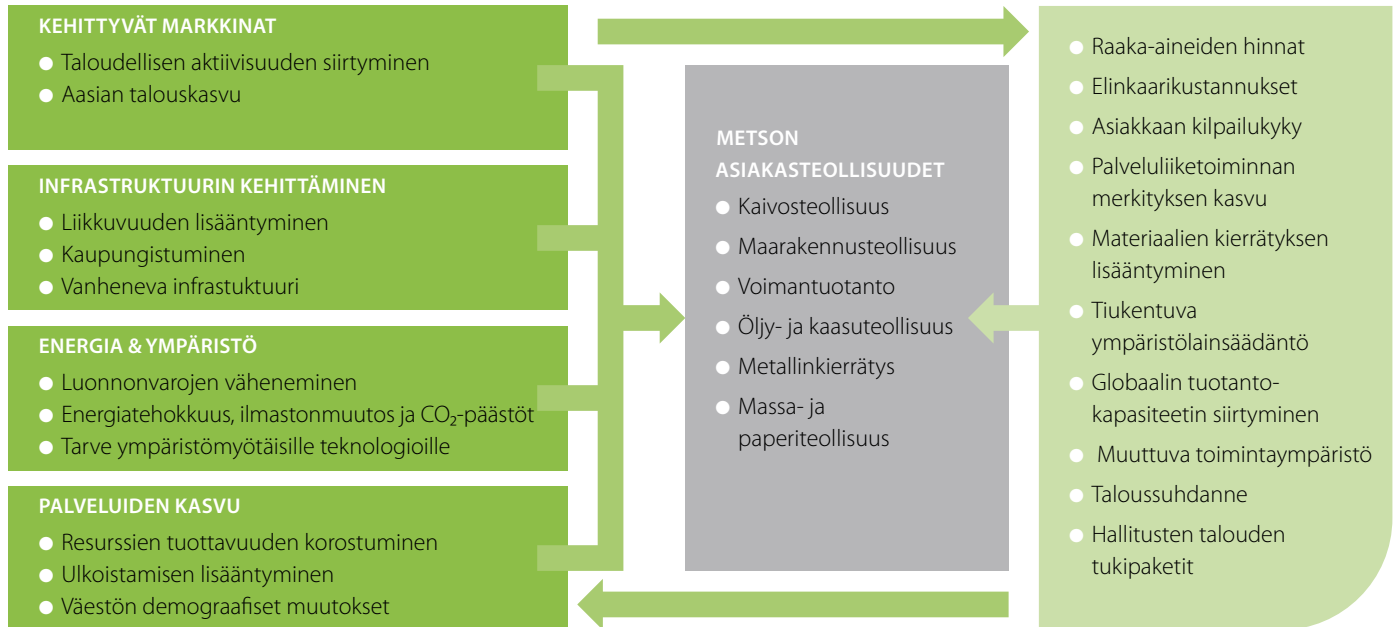 KEHITTYVÄT MARKKINAT
● Taloudellisen aktiivisuuden siirtyminen
● Aasian talouskasvu
INFRASTRUKTUURIN KEHITTÄMINEN
● Liikkuvuuden lisääntyminen
● Kaupungistuminen
● Vanheneva infrastuktuuri
ENERGIA & YMPÄRISTÖ
● Luonnonvarojen väheneminen
● Energiatehokkuus, ilmastonmuutos ja CO₂-päästöt
● Tarve ympäristömyötäisille teknologioille
PALVELUIDEN KASVU
● Resurssien tuottavuuden korostuminen
● Ulkoistamisen lisääntyminen
● Väestön demograafiset muutokset
METSON
ASIAKASTEOLLISUUDET
● Kaivosteollisuus
● Maarakennusteollisuus
● Voimantuotanto
● Öljy- ja kaasuteollisuus
● Metallinkierrätys
● Massa- ja
paperiteollisuus
● Raaka-aineiden hinnat
● Elinkaarikustannukset
● Asiakkaan kilpailukyky
● Palveluliiketoiminnan
merkityksen kasvu
● Materiaalien kierrätyksen
lisääntyminen
● Tiukentuva
ympäristölainsäädäntö
● Globaalin tuotanto-
kapasiteetin siirtyminen
● Muuttuva toimintaympäristö
● Taloussuhdanne
● Hallitusten talouden
tukipaketit